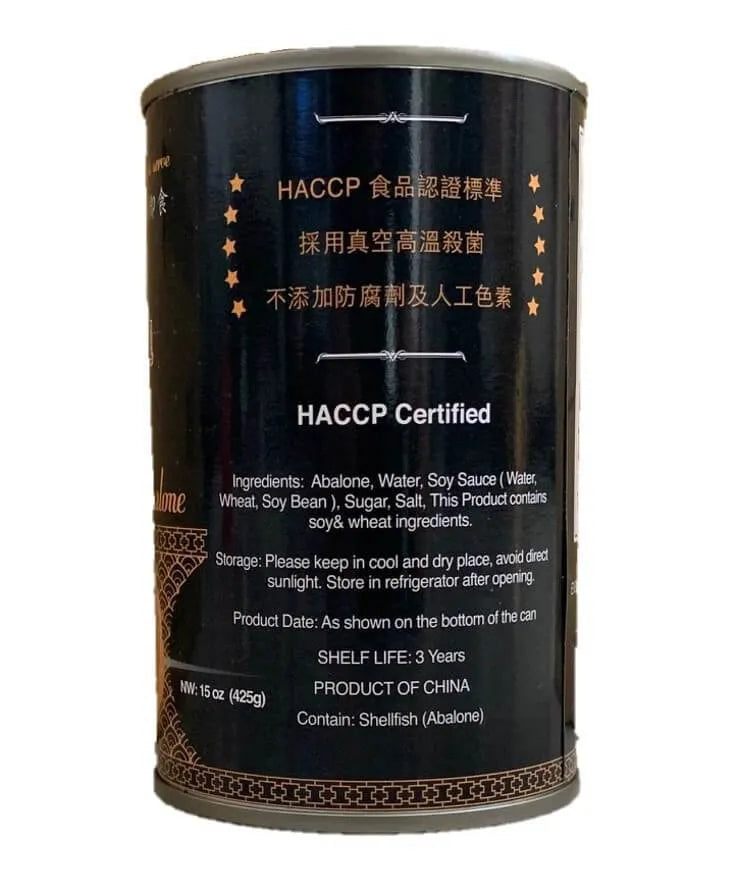 serve
即食
HACCP 食品認證標準
採用真空高溫殺菌
不添加防腐劑及人工色素
HACCP Certified
Ingredients: Abalone, Water, Soy Sauce ( Water,
Wheat, Soy Bean ), Sugar, Salt, This Product contains
soy& wheat ingredients.
Storage: Please keep in cool and dry place, avoid direct
sunlight. Store in refrigerator after opening.
Product Date: As shown on the bottom of the can
SHELF LIFE: 3 Years
PRODUCT OF CHINA
Contain: Shellfish (Abalone)
alone
NW: 15 oz (425g)